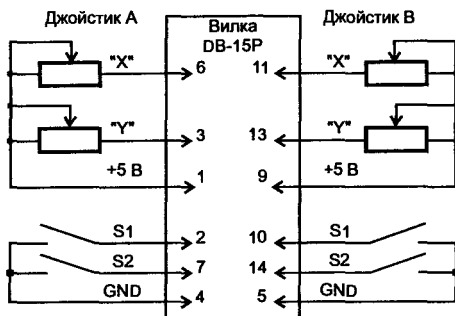 Джойстик А
Вилка
DB-15P
Джойстик В
"X" 6 11 "X"
"Y" 3 13 "Y"
+5 В 1 9 +5 В
S1 2 10 S1
S2 7 14 S2
GND 4 5 GND